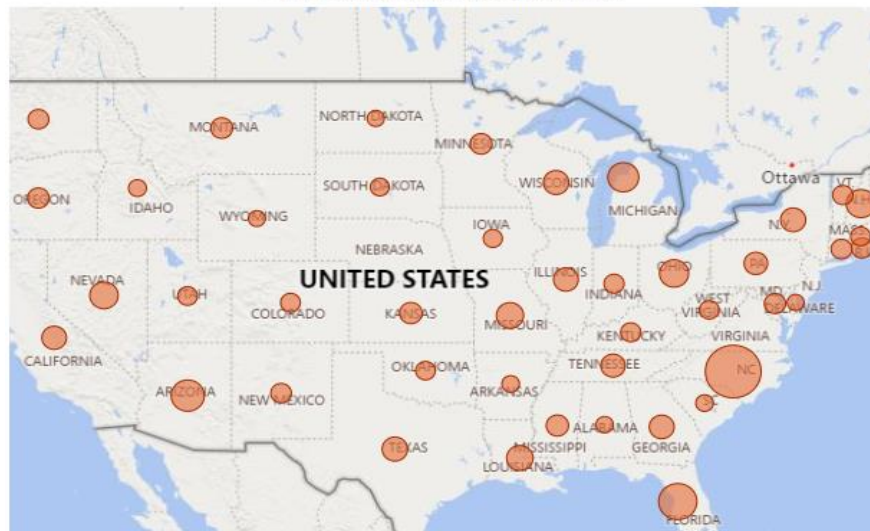 NORTH DAKOTA
MONTANA
MINNESOTA
Ottawa
VT
SOUTH DAKOTA
WISCONSIN
OREGON
IDAHO
N.H.
MICHIGAN
WYOMING
N.Y.
MASS.
IOWA
NEBRASKA
PA
OHIO
UNITED STATES
ILLINOIS
NEVADA
INDIANA
N.J.
UTAH
MD
COLORADO
DELAWARE
WEST
VIRGINIA
KANSAS
MISSOURI
KENTUCKY
VIRGINIA
CALIFORNIA
TENNESSEE
OKLAHOMA
NC
ARIZONA
NEW MEXICO
ARKANSAS
SC
ALABAMA
MISSISSIPPI
GEORGIA
TEXAS
LOUISIANA
FLORIDA